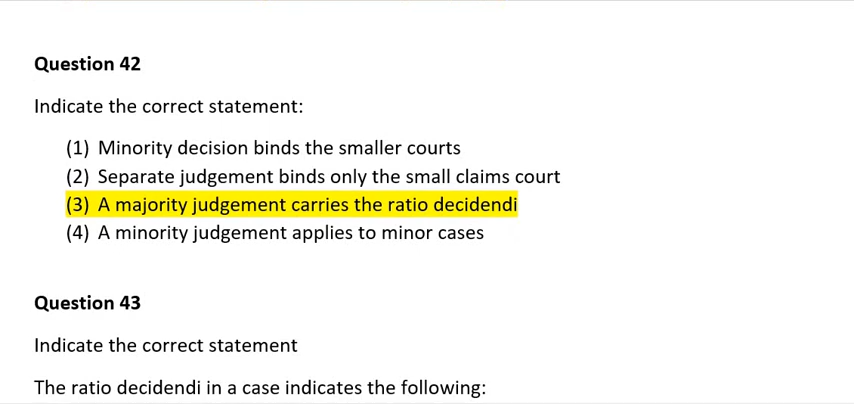 Question 42
Indicate the correct statement:
(1) Minority decision binds the smaller courts
(2) Separate judgement binds only the small claims court
(3) A majority judgement carries the ratio decidendi
(4) A minority judgement applies to minor cases
Question 43
Indicate the correct statement
The ratio decidendi in a case indicates the following: